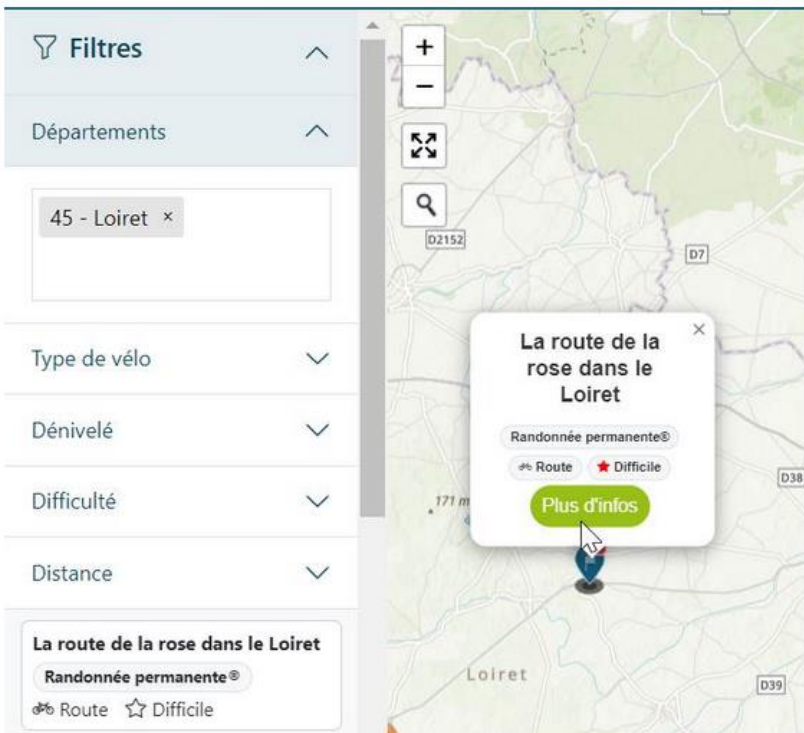 Filtres
Départements
45 - Loiret ×
Type de vélo
Dénivelé
Difficulté
Distance
La route de la rose dans le Loiret
Randonnée permanente®
Route Difficile
+
−
D2152
D7
×
La route de la
rose dans le
Loiret
Randonnée permanente®
Route Difficile
Plus d'infos
171 m
D38
Loiret
D39